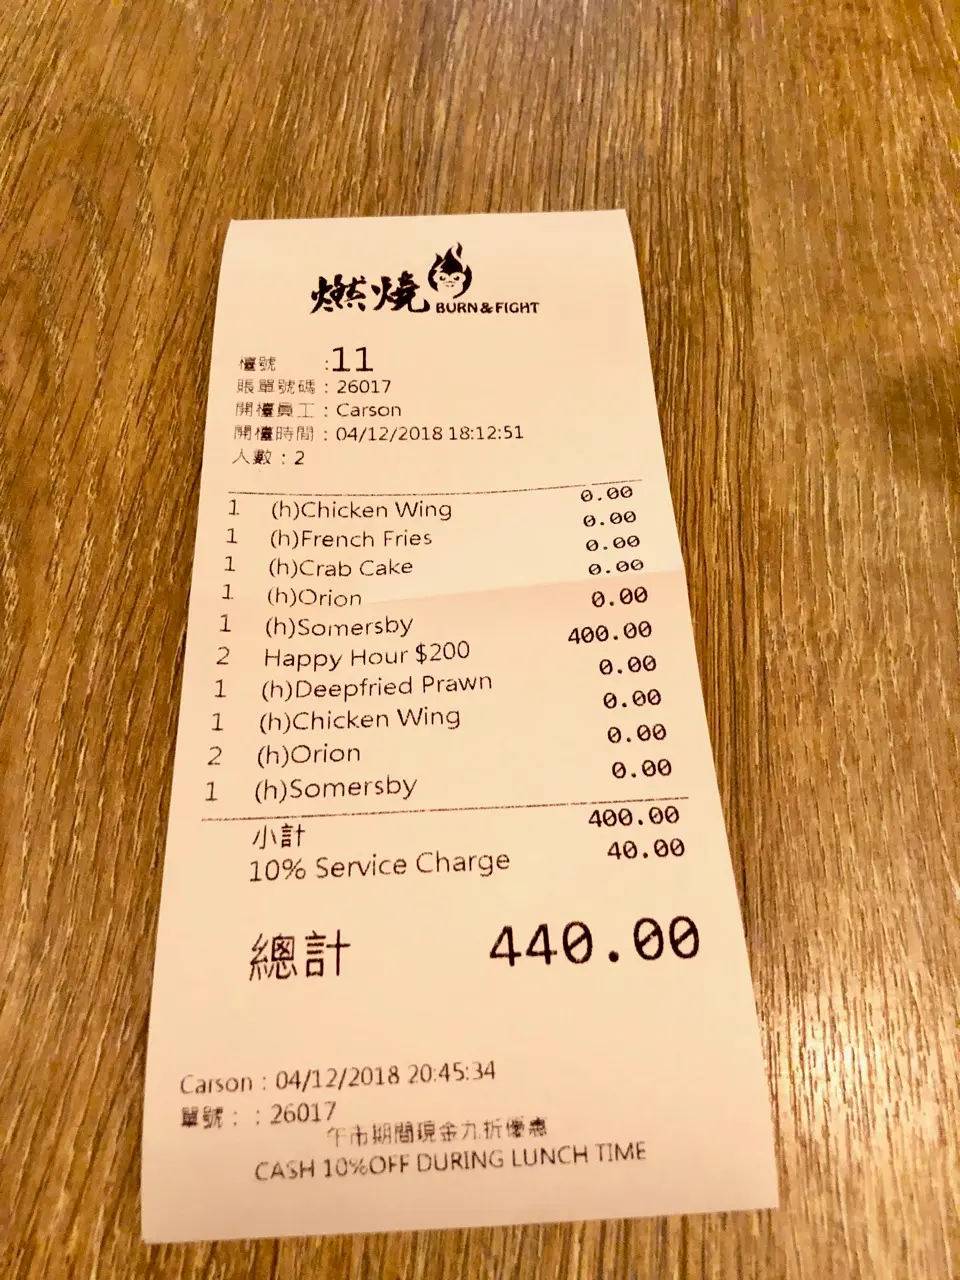 燃燒 BURN & FIGHT
檯號 :11
賬單號碼 : 26017
開檯員工 : Carson
開檯時間 : 04/12/2018 18:12:51
人數 : 2
1 (h)Chicken Wing 0.00
1 (h)French Fries 0.00
1 (h)Crab Cake 0.00
1 (h)Orion 0.00
1 (h)Somersby 0.00
2 Happy Hour $200 400.00
1 (h)Deepfried Prawn 0.00
1 (h)Chicken Wing 0.00
2 (h)Orion 0.00
1 (h)Somersby 0.00
小計 400.00
10% Service Charge 40.00
總計 440.00
Carson : 04/12/2018 20:45:34
單號: : 26017
午市期間現金九折優惠
CASH 10%OFF DURING LUNCH TIME